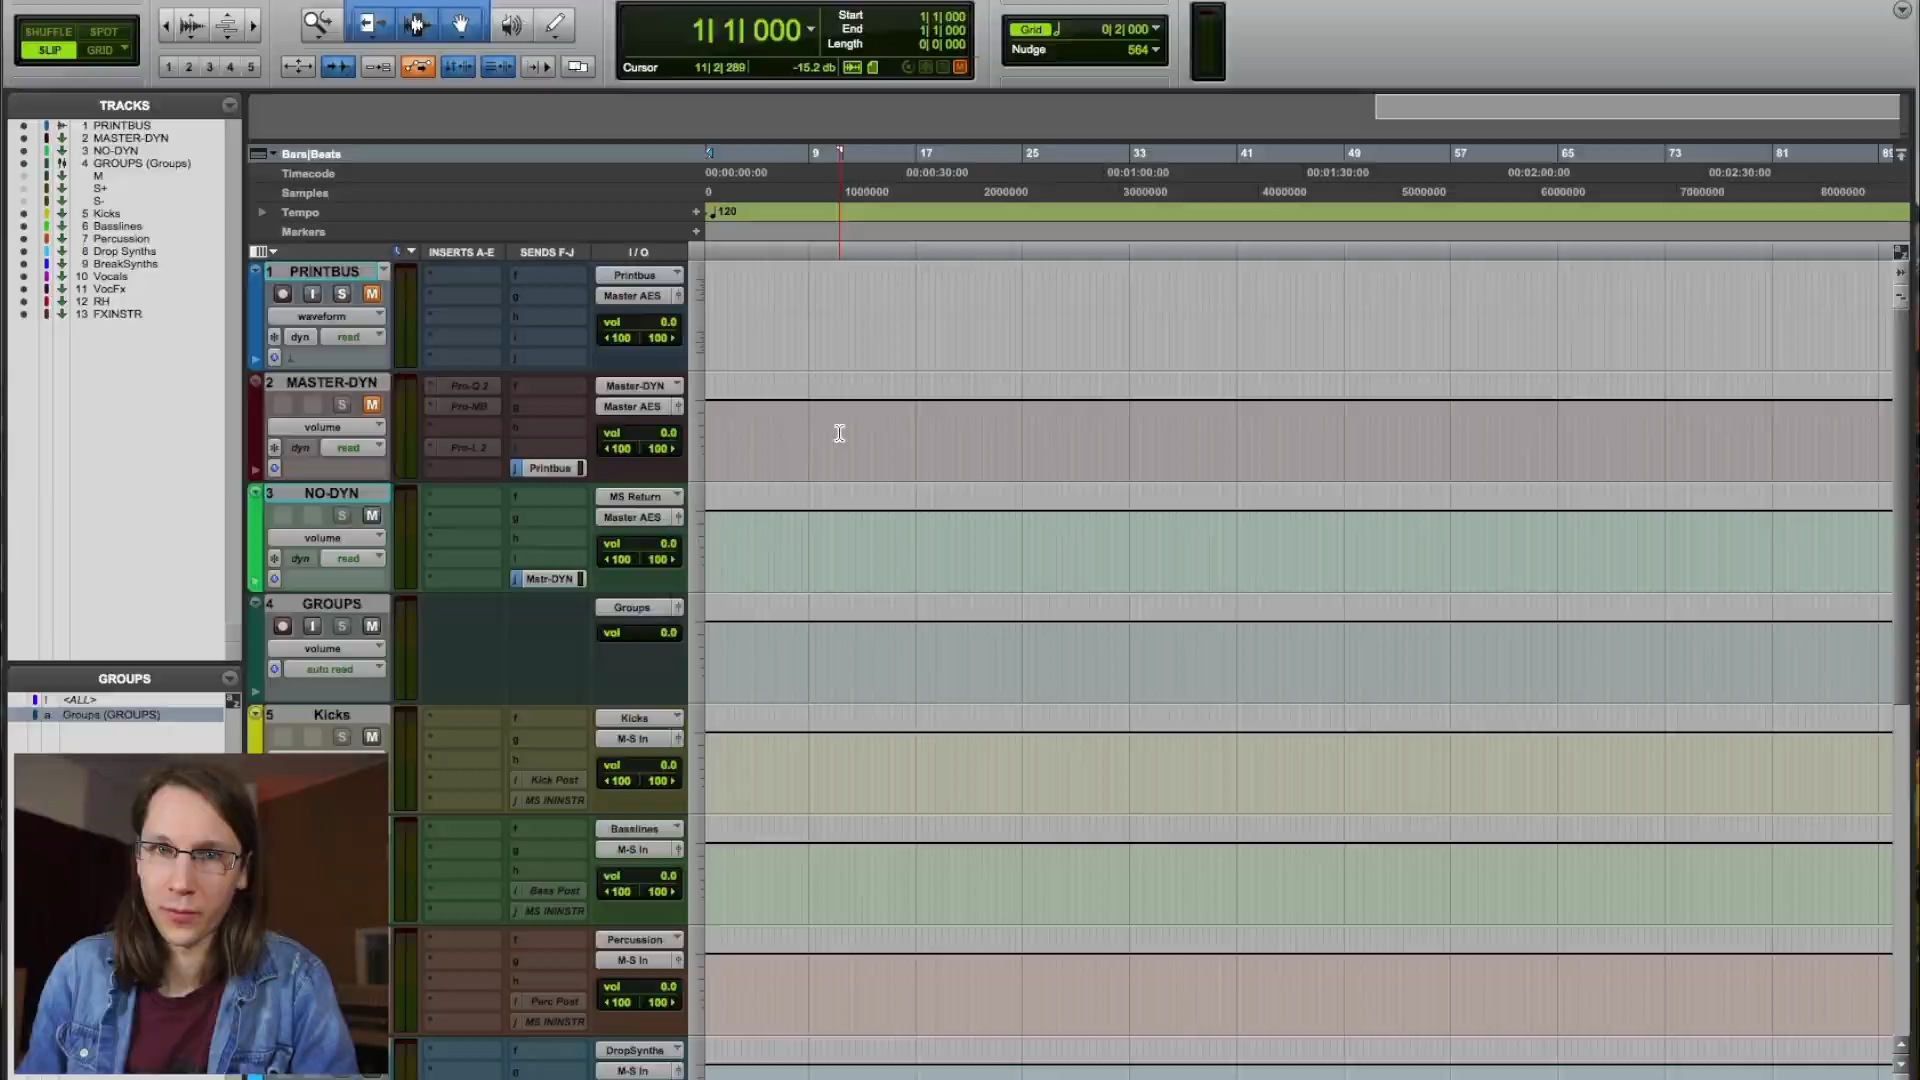 SHUFFLE SPOT
SLIP GRID
1 2 3 4 5
1| 1| 000
Start 1| 1| 000
End 1| 1| 000
Length 0| 0| 000
Cursor 11| 2| 289 -15.2 db
Grid 0| 2| 000
Nudge 564
TRACKS
1 PRINTBUS
2 MASTER-DYN
3 NO-DYN
4 GROUPS (Groups)
M
S+
S-
5 Kicks
6 Basslines
7 Percussion
8 Drop Synths
9 BreakSynths
10 Vocals
11 VocFx
12 RH
13 FXINSTR
GROUPS
<ALL>
a Groups (GROUPS)
Bars|Beats 9 17 25 33 41 49 57 65 73 81 89
Timecode 00:00:00:00 00:00:30:00 00:01:00:00 00:01:30:00 00:02:00:00 00:02:30:00
Samples 0 1000000 2000000 3000000 4000000 5000000 6000000 7000000 8000000
Tempo 120
Markers
INSERTS A-E SENDS F-J I / O
1 PRINTBUS
I S M
waveform
dyn read
f g h i j
Printbus
Master AES
vol 0.0
100 100
2 MASTER-DYN
S M
volume
dyn read
Pro-Q 2
Pro-MB
Pro-L 2
f g h i
j Printbus
Master-DYN
Master AES
vol 0.0
100 100
3 NO-DYN
S M
volume
dyn read
f g h i
j Mstr-DYN
MS Return
Master AES
vol 0.0
100 100
4 GROUPS
I S M
volume
auto read
Groups
vol 0.0
5 Kicks
S M
f g h
i Kick Post
j MS ININSTR
Kicks
M-S In
vol 0.0
100 100
f g h
i Bass Post
j MS ININSTR
Basslines
M-S In
vol 0.0
100 100
f g h
i Perc Post
j MS ININSTR
Percussion
M-S In
vol 0.0
100 100
f g
DropSynths
M-S In